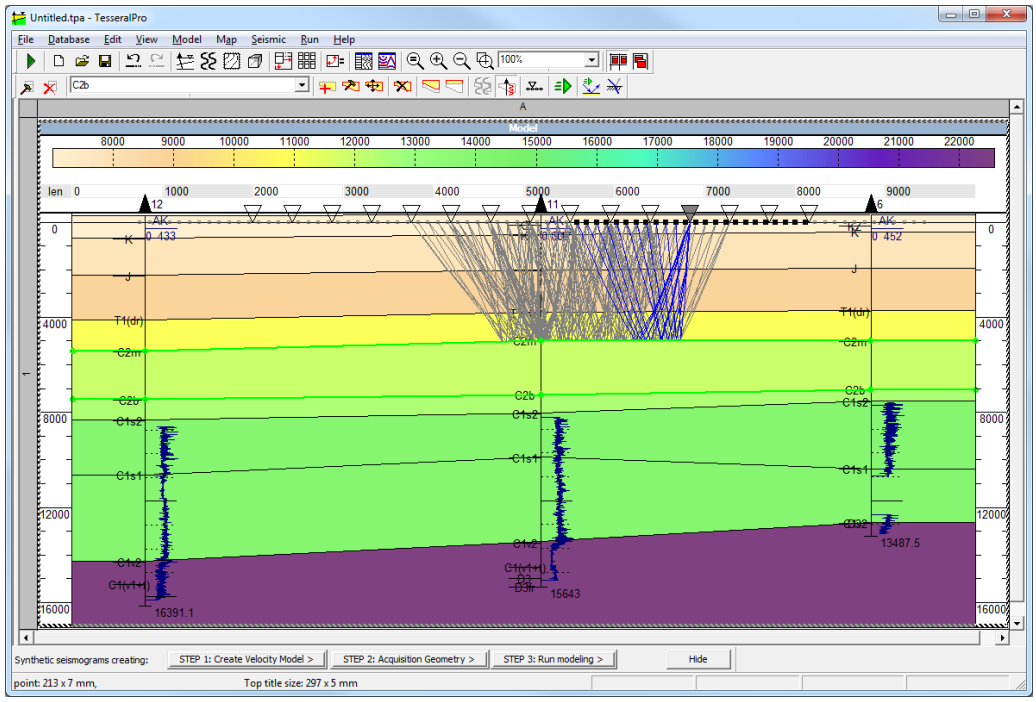 Untitled.tpa - TesseralPro
File Database Edit View Model Map Seismic Run Help
100%
C2b
A
Model
8000 9000 10000 11000 12000 13000 14000 15000 16000 17000 18000 19000 20000 21000 22000
len 0 1000 2000 3000 4000 5000 6000 7000 8000 9000
12 11 6
AK AK AK
0 0 433 0 452 0
K K
J J
T1(dr) T1(dr)
4000 4000
C2m C2m C2m
C2b C2b C2b
C1s2 C1s2 C1s2
8000 8000
C1s1 C1s1 C1s1
12000 12000
13487.5
C1v2 C1v2
C1(v1+t) C1(v1+t)
D3
D3fr
15643
16000 16391.1 16000
Synthetic seismograms creating: STEP 1: Create Velocity Model > STEP 2: Acquisition Geometry > STEP 3: Run modeling > Hide
point: 213 x 7 mm, Top title size: 297 x 5 mm